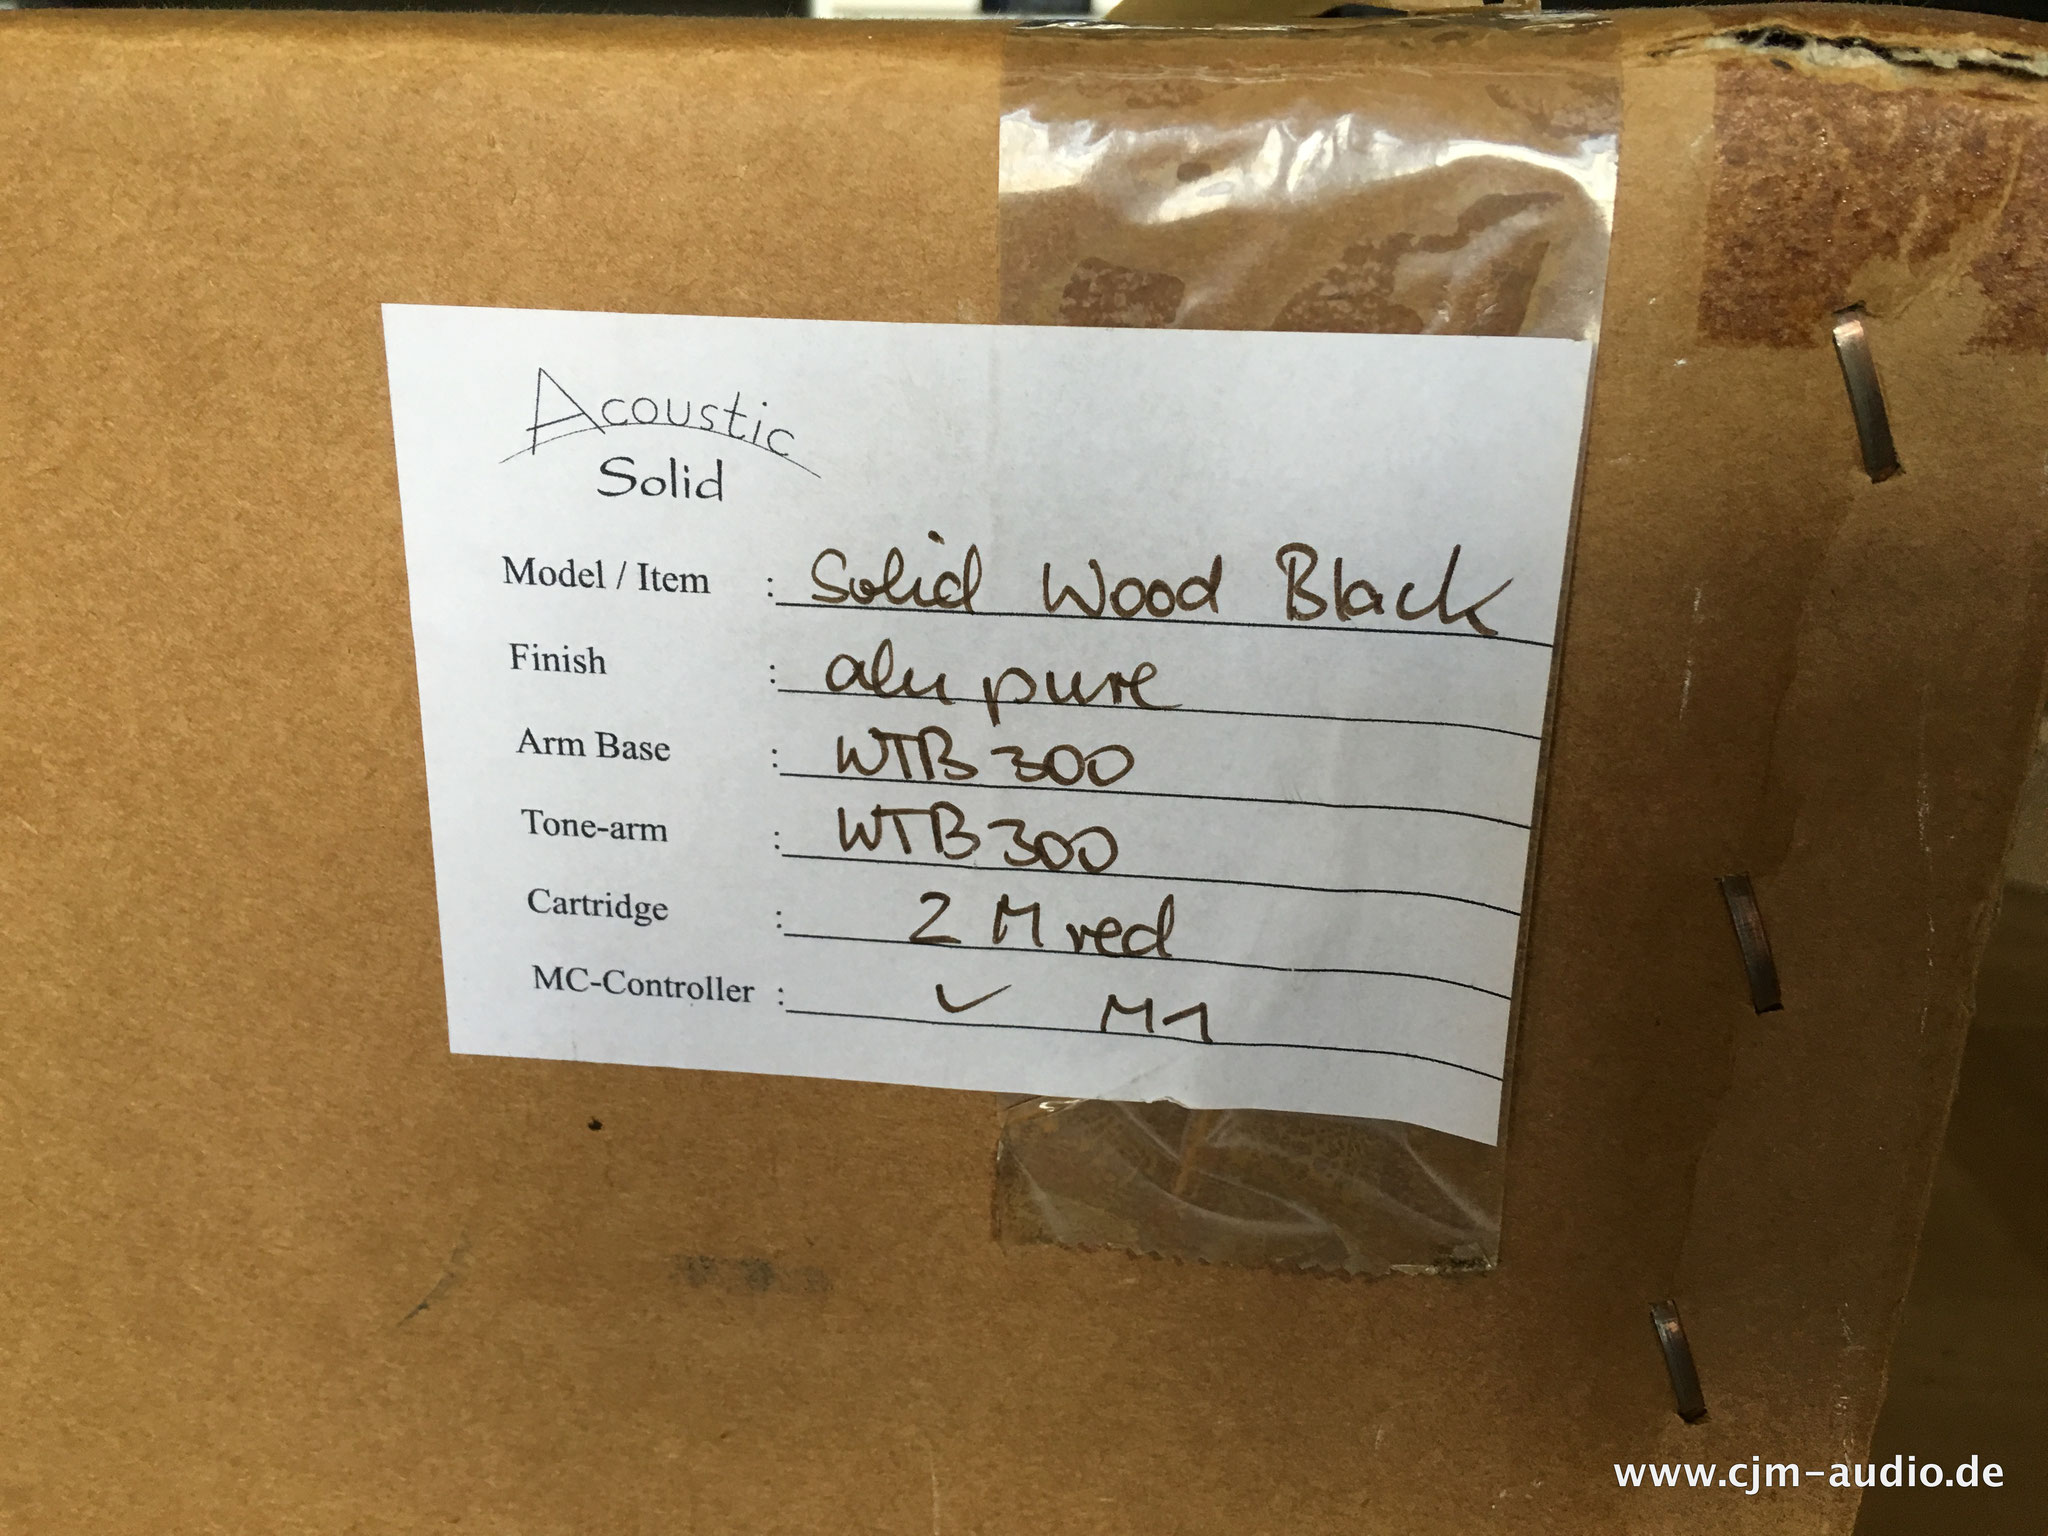 Acoustic
Solid
Model / Item : Solid Wood Black
Finish : alu pure
Arm Base : WTB 300
Tone-arm : WTB 300
Cartridge : 2 M red
MC-Controller : ✓ M1
www.cjm-audio.de